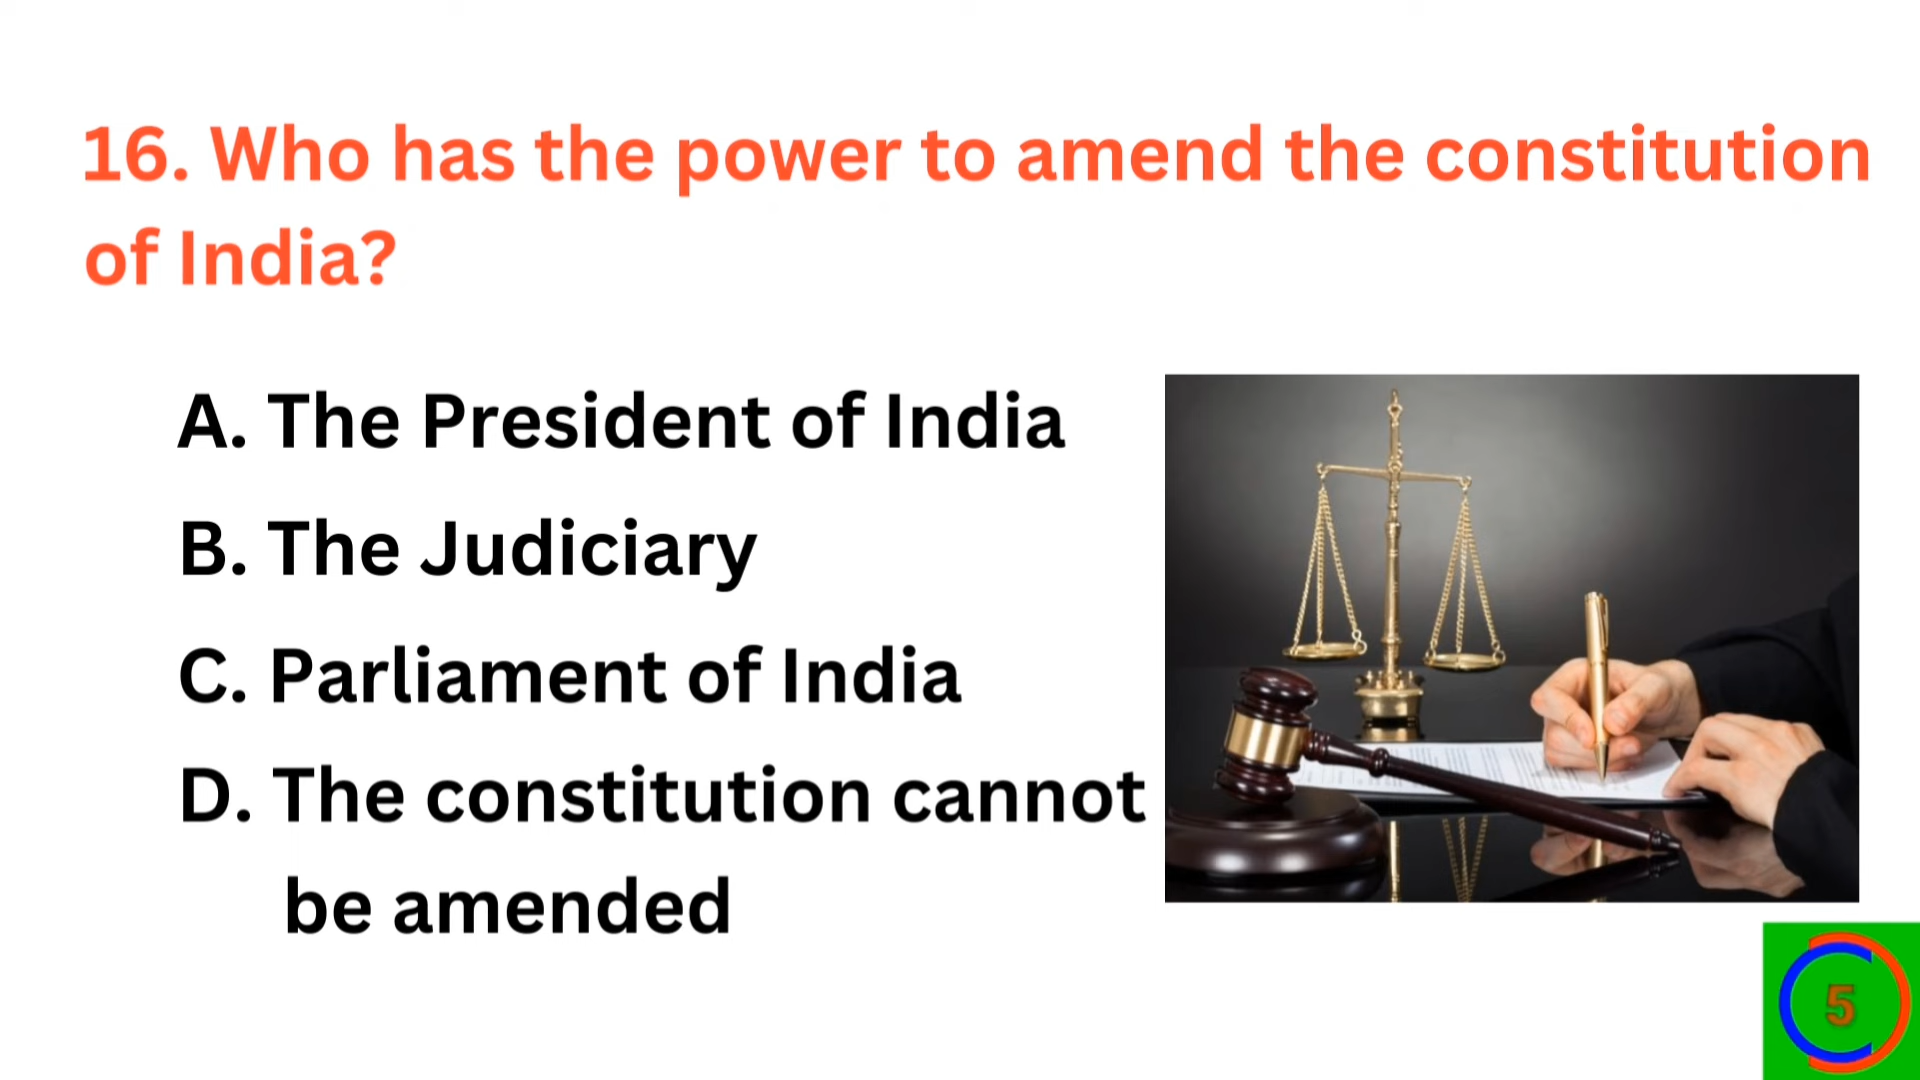 16. Who has the power to amend the constitution
of India?
A. The President of India
B. The Judiciary
C. Parliament of India
D. The constitution cannot
be amended
5